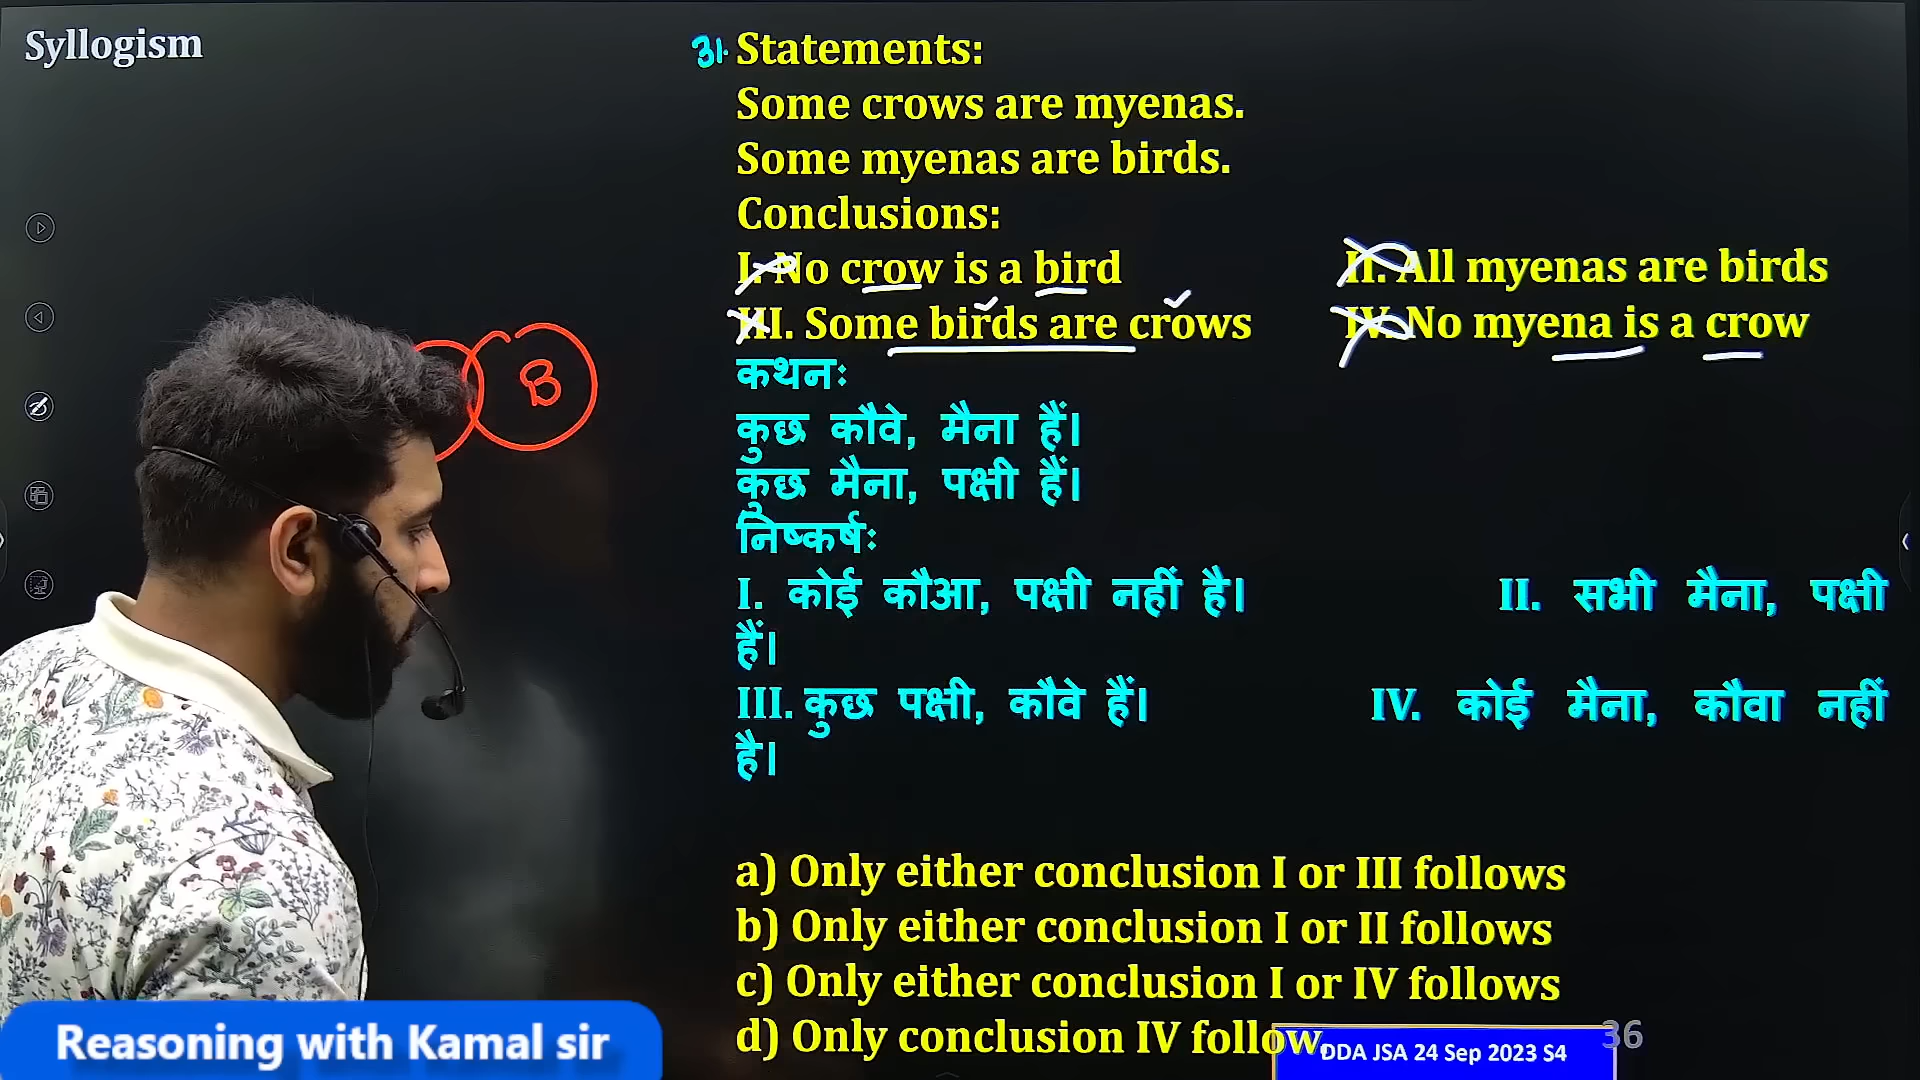 Syllogism
31. Statements:
Some crows are myenas.
Some myenas are birds.
Conclusions:
I. No crow is a bird II. All myenas are birds
III. Some birds are crows IV. No myena is a crow
कथनः
कुछ कौवे, मैना हैं।
कुछ मैना, पक्षी हैं।
निष्कर्षः
I. कोई कौआ, पक्षी नहीं है। II. सभी मैना, पक्षी
हैं।
III. कुछ पक्षी, कौवे हैं। IV. कोई मैना, कौवा नहीं
है।
B
a) Only either conclusion I or III follows
b) Only either conclusion I or II follows
c) Only either conclusion I or IV follows
d) Only conclusion IV follow.
DDA JSA 24 Sep 2023 S4
36
Reasoning with Kamal sir